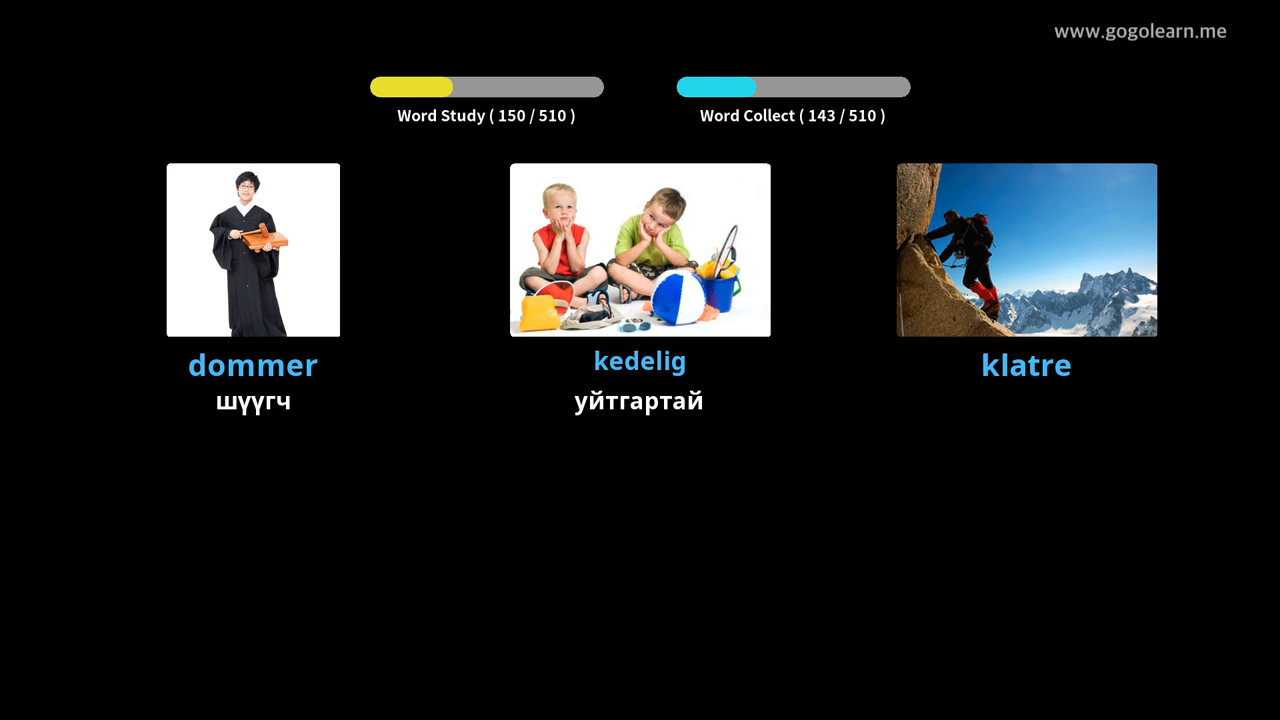 www.gogolearn.me
Word Study ( 150 / 510 )
Word Collect ( 143 / 510 )
dommer
шүүгч
kedelig
уйтгартай
klatre